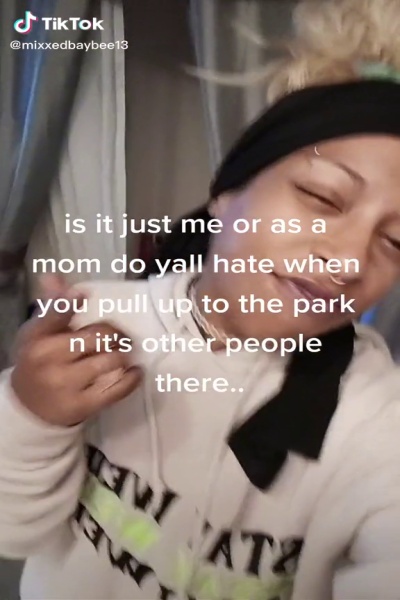 TikTok
@mixxedbaybee13
is it just me or as a
mom do yall hate when
you pull up to the park
n it's other people
there..